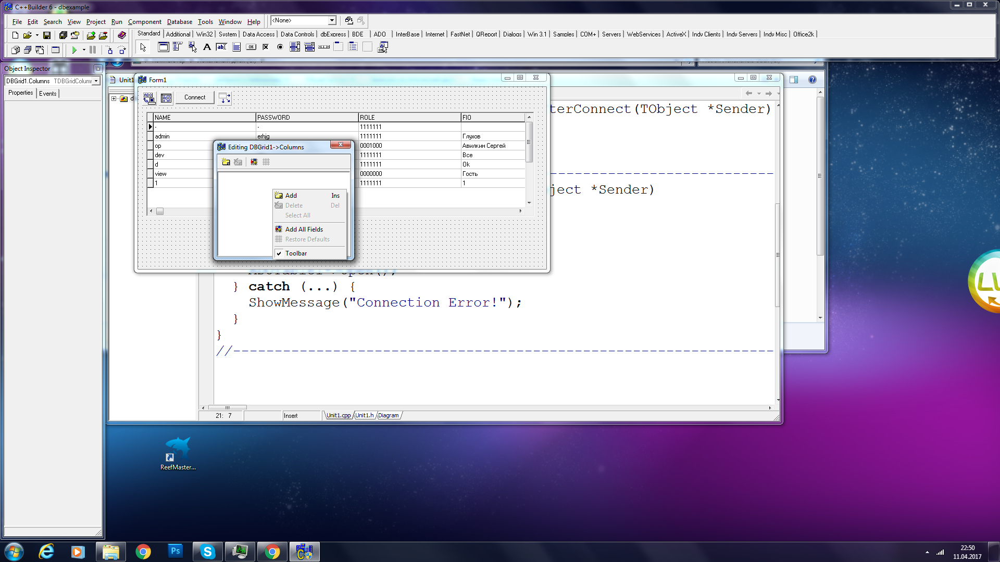 C++Builder 6 - dbexample
File Edit Search View Project Run Component Database Tools Window Help
<None>
Standard Additional Win32 System Data Access Data Controls dbExpress BDE ADO InterBase Internet FastNet QReport Dialogs Win 3.1 Samples COM+ Servers WebServices ActiveX Indy Clients Indy Servers Indy Misc Office2k
Object Inspector
DBGrid1.Columns TDBGridColumn
Properties Events
Unit1
Form1
Connect
NAME PASSWORD ROLE FIO
- - 1111111
admin erhjg 1111111 Глухов
op 0001000 Авилкин Сергей
dev 1111111 Все
d 1111111 Ok
view 0000000 Гость
1 1111111 1
Editing DBGrid1->Columns
Add Ins
Delete Del
Select All
Add All Fields
Restore Defaults
Toolbar
terConnect(TObject *Sender)
ject *Sender)
} catch (...) {
ShowMessage("Connection Error!");
}
}
//------------------------------------------------------------------
21: 7 Insert Unit1.cpp Unit1.h Diagram
ReefMaster...
Ps
22:50
11.04.2017